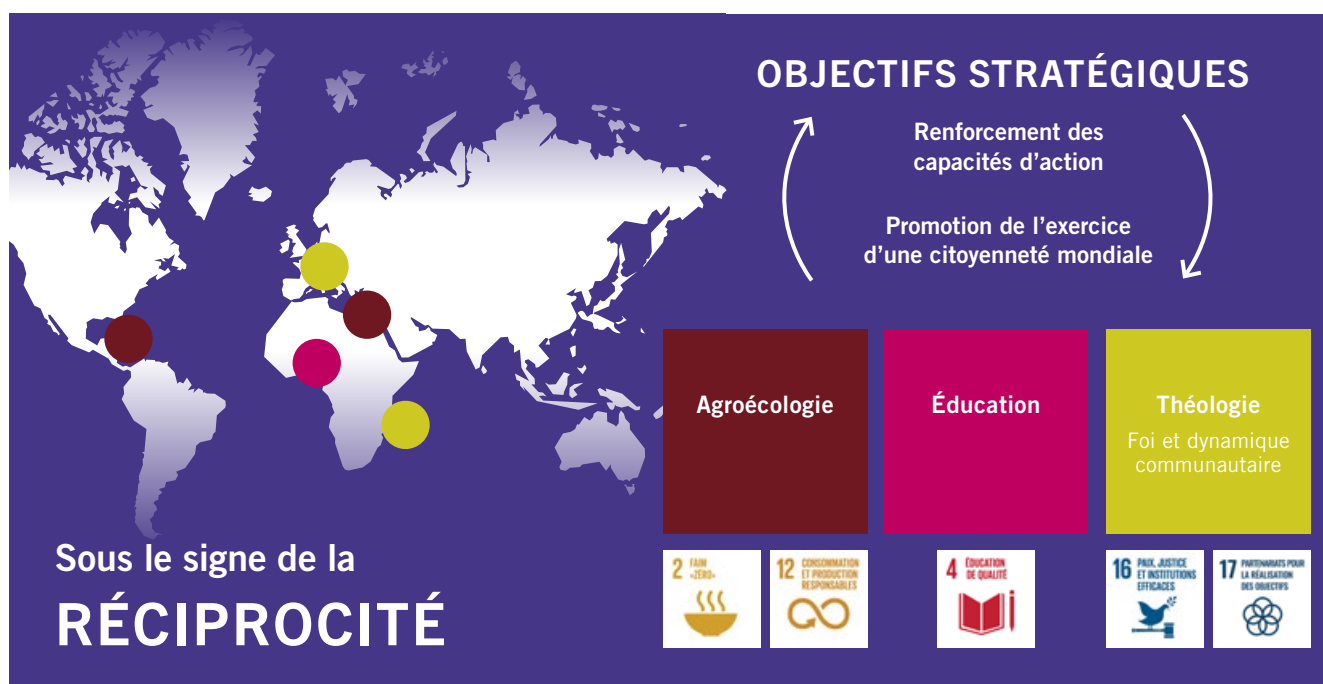 OBJECTIFS STRATÉGIQUES
Renforcement des
capacités d'action
Promotion de l'exercice
d'une citoyenneté mondiale
Agroécologie
Éducation
Théologie
Foi et dynamique
communautaire
Sous le signe de la
RÉCIPROCITÉ
2 FAIM
«ZÉRO»
12 CONSOMMATION
ET PRODUCTION
RESPONSABLES
4 ÉDUCATION
DE QUALITÉ
16 PAIX, JUSTICE
ET INSTITUTIONS
EFFICACES
17 PARTENARIATS POUR
LA RÉALISATION
DES OBJECTIFS